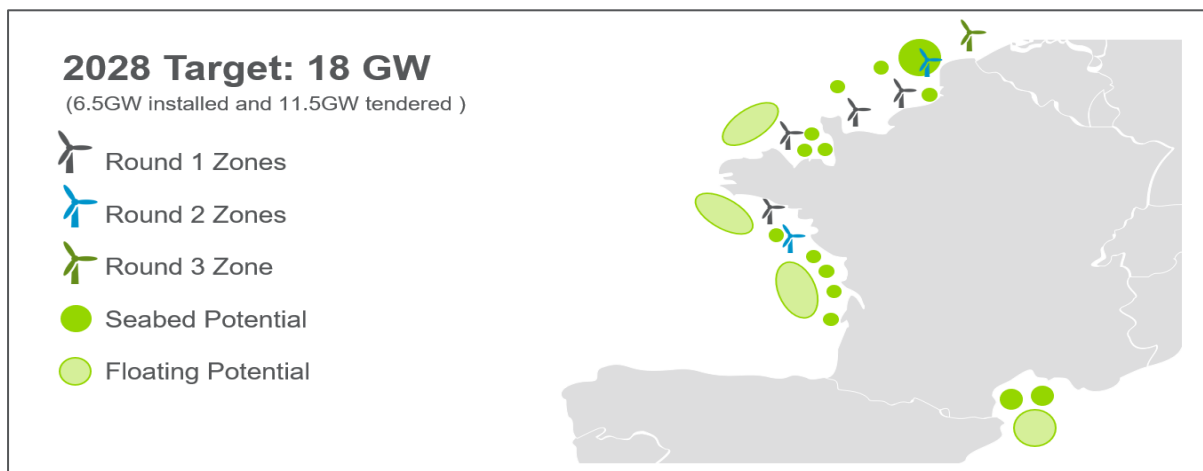 2028 Target: 18 GW
(6.5GW installed and 11.5GW tendered )
Round 1 Zones
Round 2 Zones
Round 3 Zone
Seabed Potential
Floating Potential